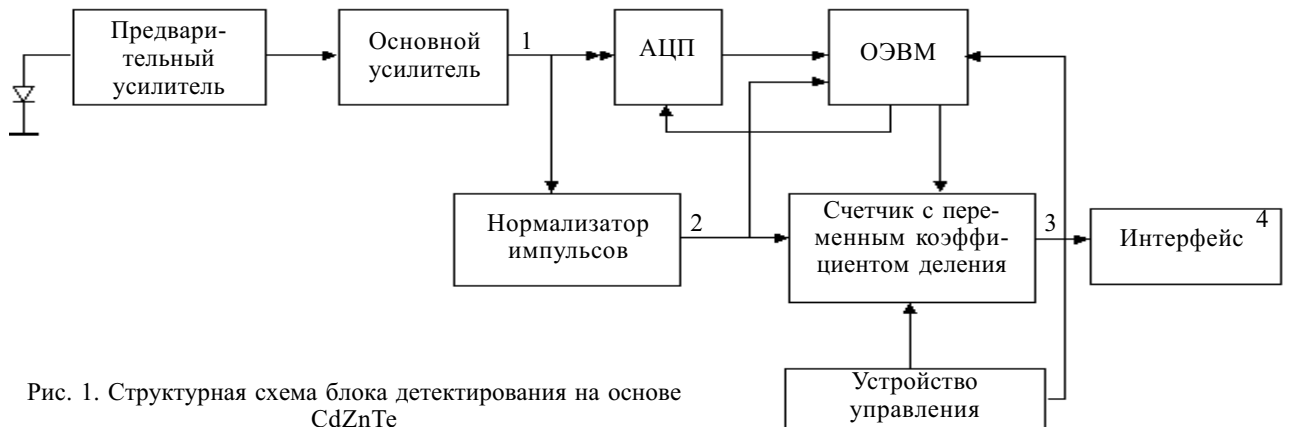 Предвари-
тельный
усилитель
Основной
усилитель
1
АЦП
ОЭВМ
Нормализатор
импульсов
2
Счетчик с пере-
менным коэффи-
циентом деления
3
Интерфейс
4
Устройство
управления
Рис. 1. Структурная схема блока детектирования на основе
CdZnTe